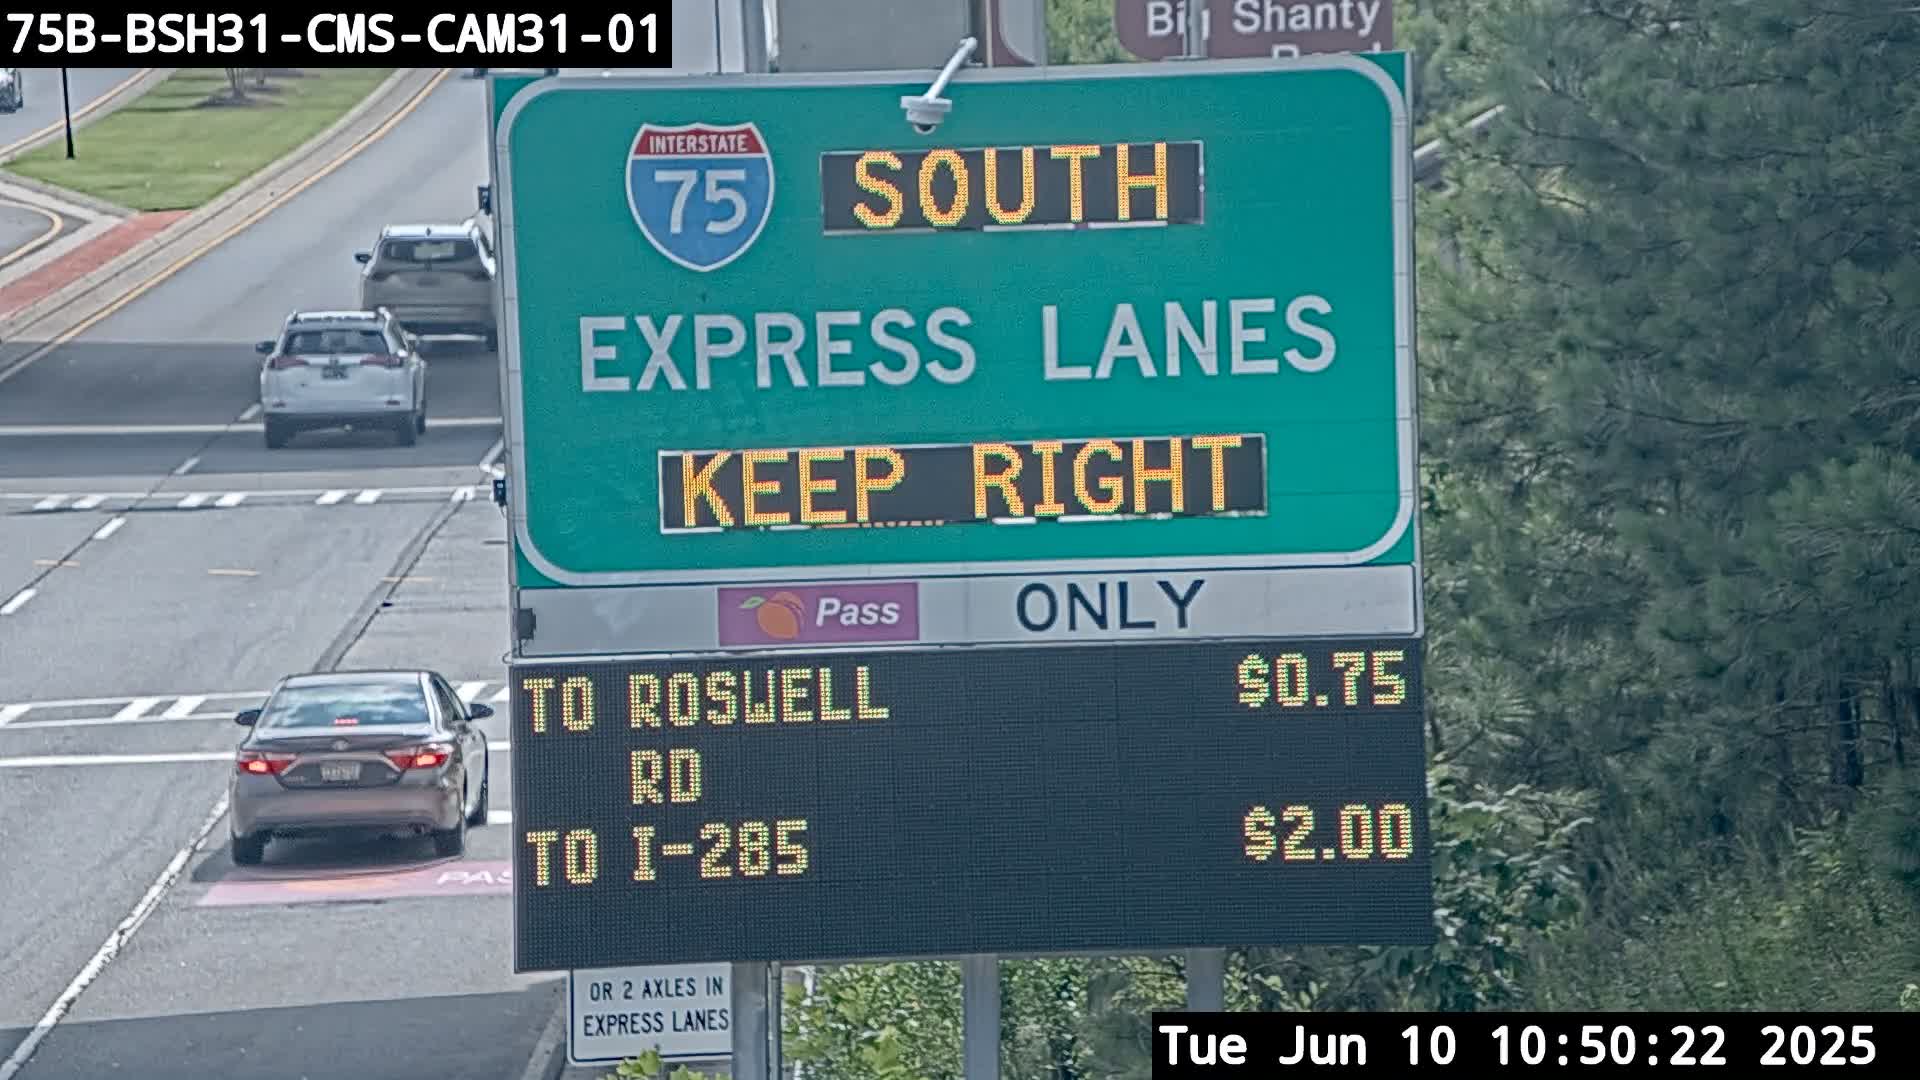 75B-BSH31-CMS-CAM31-01
Big Shanty
Road
INTERSTATE
75
SOUTH
EXPRESS LANES
KEEP RIGHT
Pass
ONLY
TO ROSWELL $0.75
RD
TO I-285 $2.00
OR 2 AXLES IN
EXPRESS LANES
Tue Jun 10 10:50:22 2025